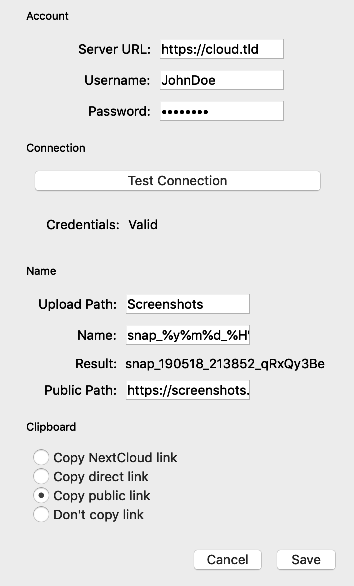 Account
Server URL: https://cloud.tld
Username: JohnDoe
Password: ••••••••
Connection
Test Connection
Credentials: Valid
Name
Upload Path: Screenshots
Name: snap_%y%m%d_%H
Result: snap_190518_213852_qRxQy3Be
Public Path: https://screenshots.
Clipboard
Copy NextCloud link
Copy direct link
Copy public link
Don't copy link
Cancel Save